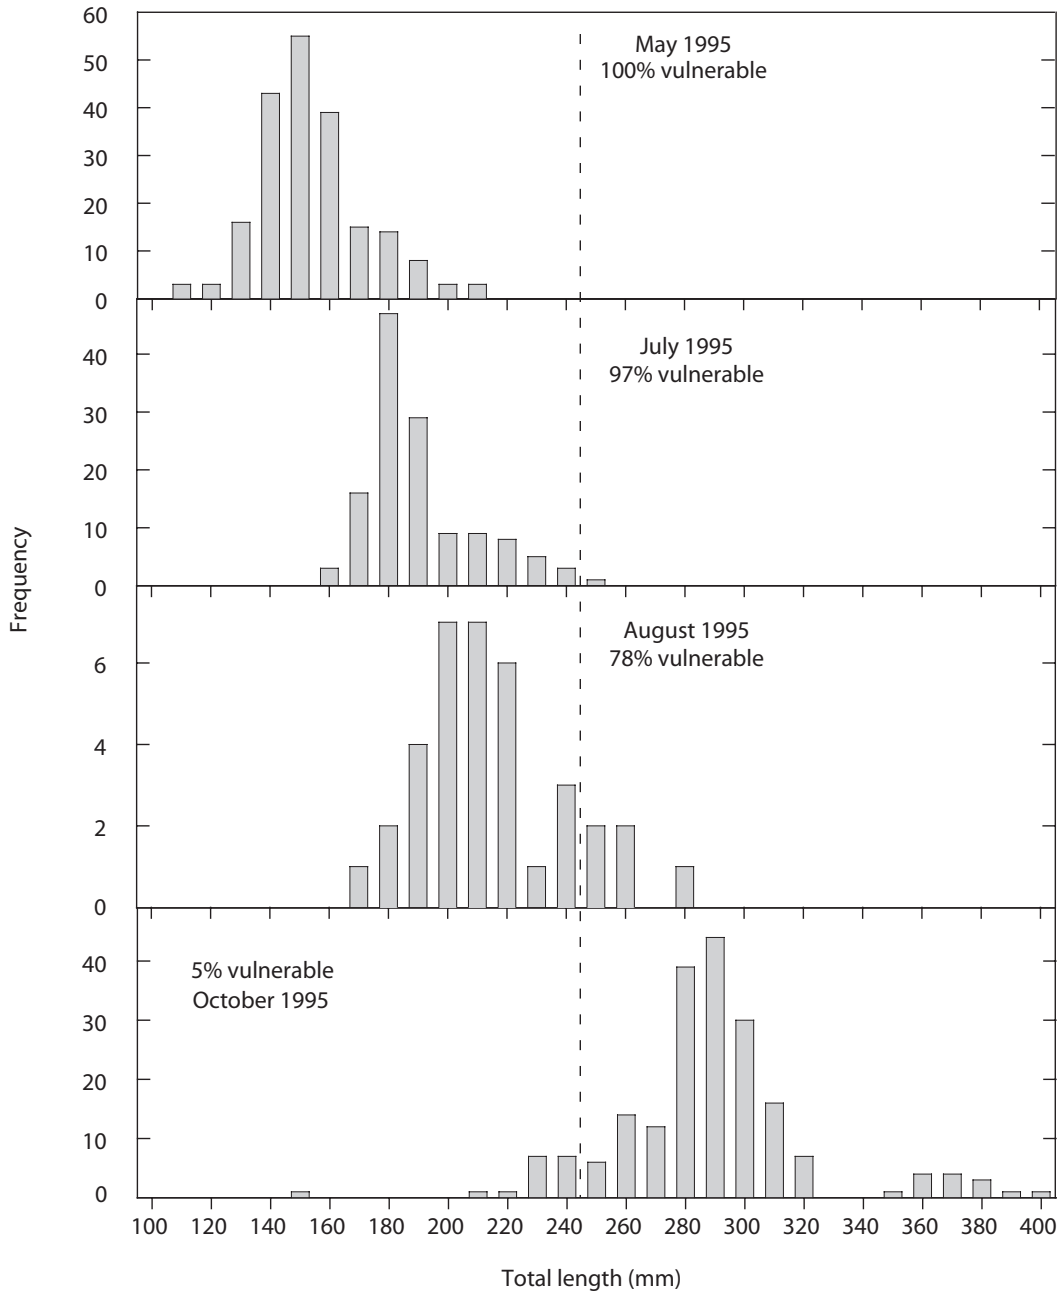 60
50
40
30
20
10
0
May 1995
100% vulnerable
40
30
20
10
0
July 1995
97% vulnerable
6
4
2
0
August 1995
78% vulnerable
40
30
20
10
0
5% vulnerable
October 1995
100 120 140 160 180 200 220 240 260 280 300 320 340 360 380 400
Frequency
Total length (mm)